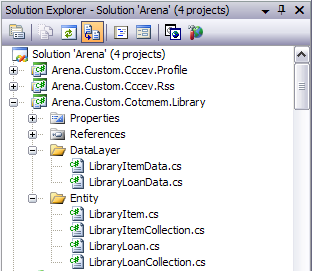 Solution Explorer - Solution 'Arena' (4 projects)
Solution 'Arena' (4 projects)
Arena.Custom.Cccev.Profile
Arena.Custom.Cccev.Rss
Arena.Custom.Cotcmem.Library
Properties
References
DataLayer
LibraryItemData.cs
LibraryLoanData.cs
Entity
LibraryItem.cs
LibraryItemCollection.cs
LibraryLoan.cs
LibraryLoanCollection.cs